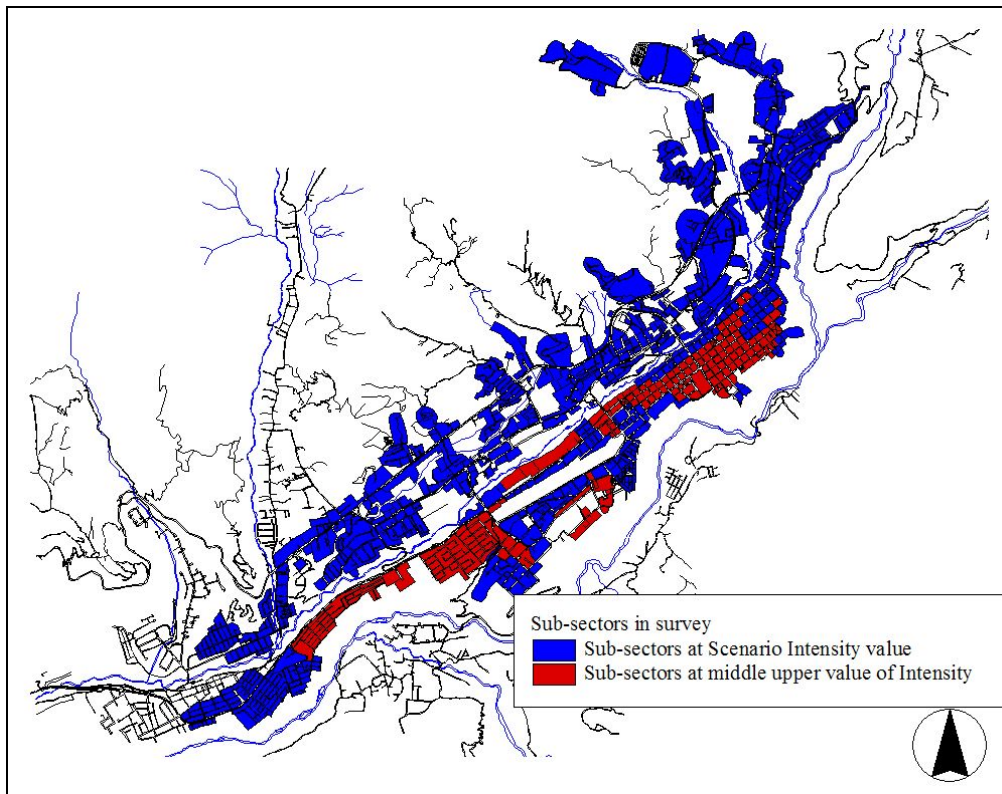 Sub-sectors in survey
Sub-sectors at Scenario Intensity value
Sub-sectors at middle upper value of Intensity